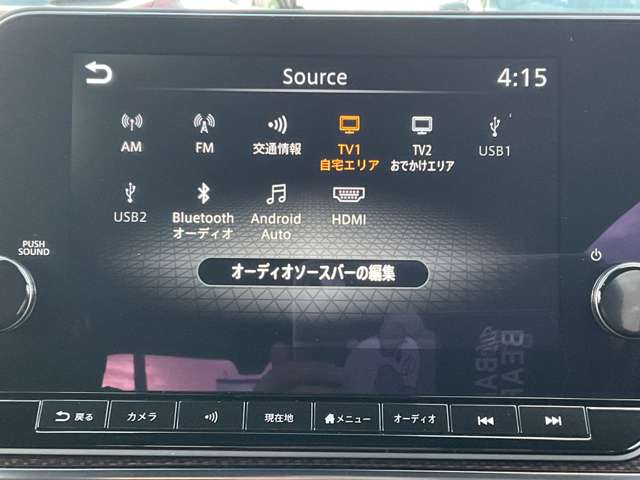 Source
4:15
AM
FM
交通情報
TV1
自宅エリア
TV2
おでかけエリア
USB1
USB2
Bluetooth
オーディオ
Android
Auto
HDMI
オーディオソースバーの編集
PUSH
SOUND
戻る
カメラ
現在地
メニュー
オーディオ